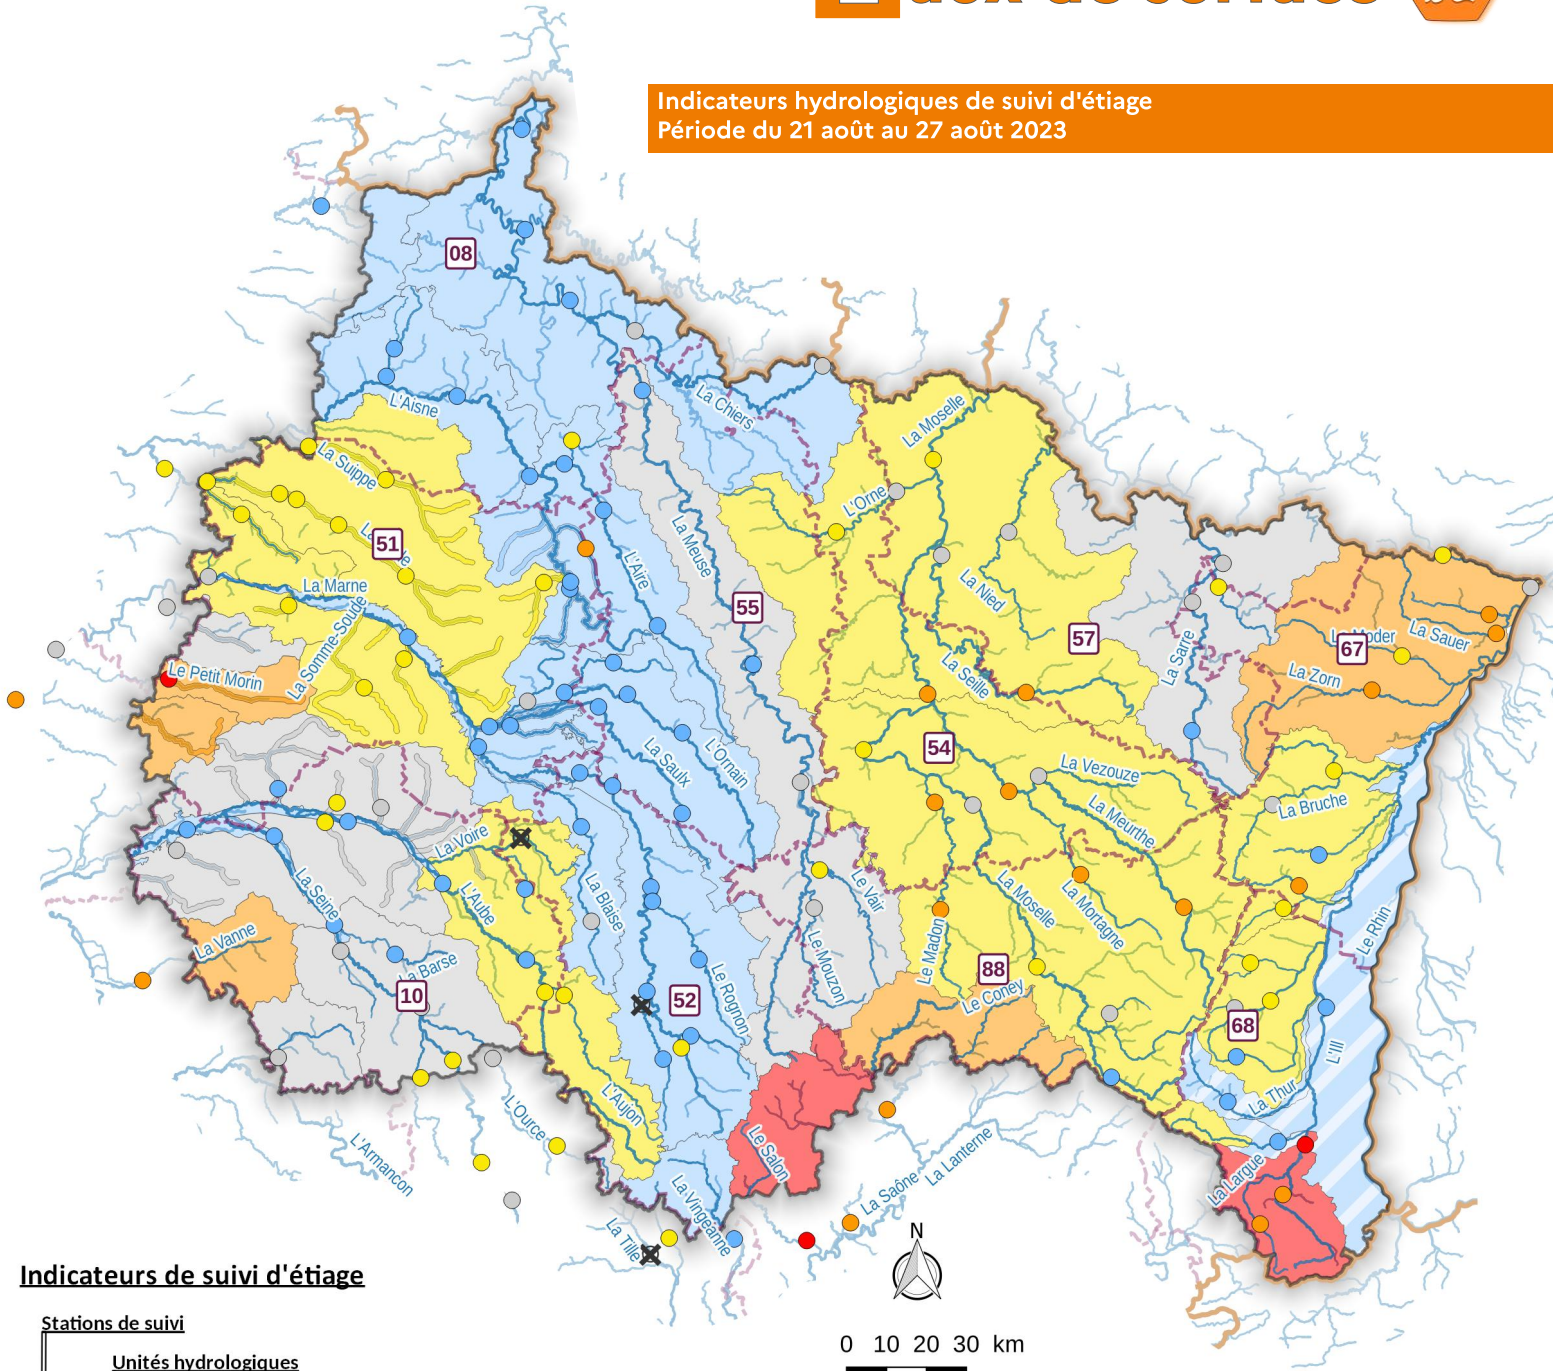 Indicateurs hydrologiques de suivi d'étiage
Période du 21 août au 27 août 2023
08
L'Aisne
La Chiers
La Moselle
La Suippe
L'Orne
51
La Meuse
L'Aire
La Marne
La Somme-Soude
La Nied
55
57
La Sauer
67
La Sarre
La Zorn
Le Petit Morin
La Seille
54
L'Ornain
La Saulx
La Vezouze
La Meurthe
La Bruche
La Voire
La Seine
L'Aube
La Blaise
Le Vair
La Moselle
La Mortagne
Le Rhin
La Vanne
La Barse
10
52
Le Rognon
Le Mouzon
Le Madon
88
Le Coney
68
L'Ill
La Thur
L'Aujon
L'Ource
L'Armançon
Le Salon
La Largue
La Lanterne
La Saône
La Vingeanne
La Tille
N
Indicateurs de suivi d'étiage
Stations de suivi
0 10 20 30 km
Unités hydrologiques